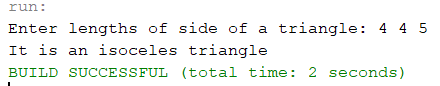 run:
Enter lengths of side of a triangle: 4 4 5
It is an isoceles triangle
BUILD SUCCESSFUL (total time: 2 seconds)